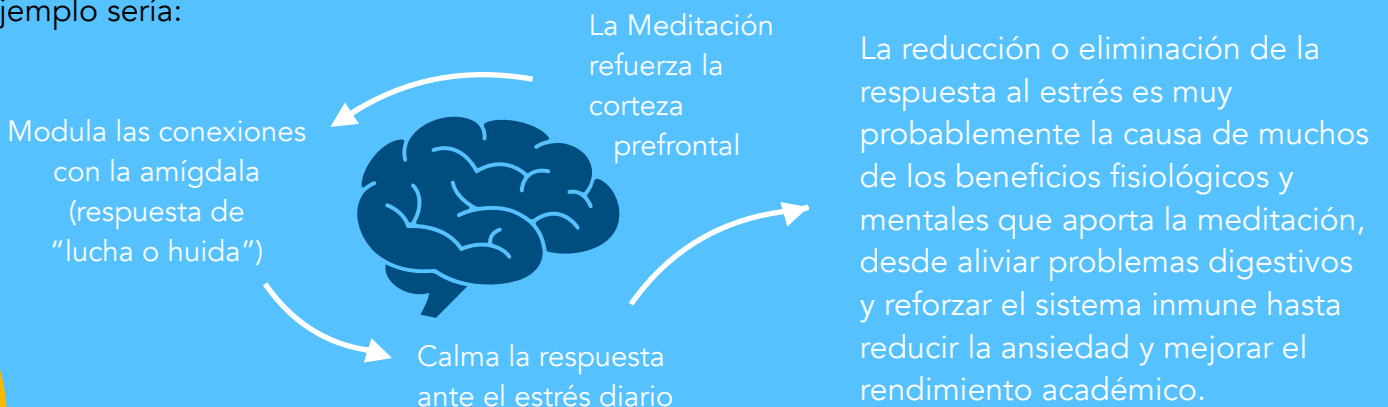 jemplo sería:
La Meditación
refuerza la
corteza
prefrontal
Modula las conexiones
con la amígdala
(respuesta de
“lucha o huida”)
Calma la respuesta
ante el estrés diario
La reducción o eliminación de la
respuesta al estrés es muy
probablemente la causa de muchos
de los beneficios fisiológicos y
mentales que aporta la meditación,
desde aliviar problemas digestivos
y reforzar el sistema inmune hasta
reducir la ansiedad y mejorar el
rendimiento académico.